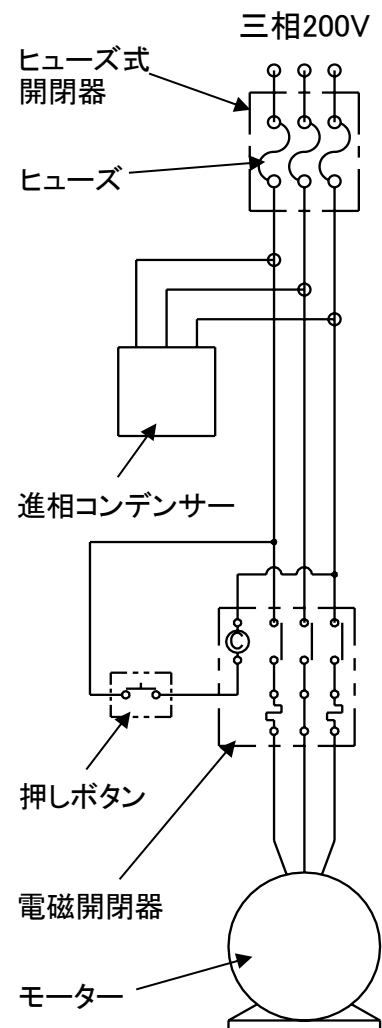 三相200V
ヒューズ式
開閉器
ヒューズ
進相コンデンサー
C
押しボタン
電磁開閉器
モーター